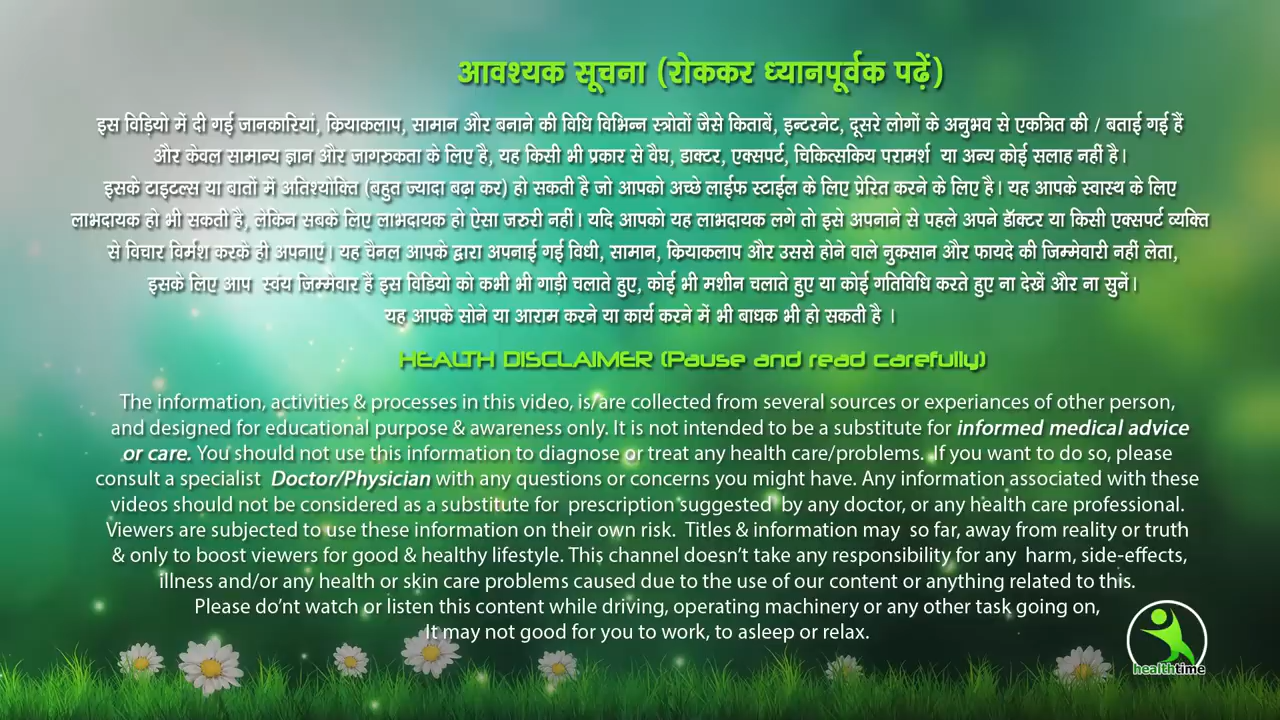 आवश्यक सूचना (रोककर ध्यानपूर्वक पढ़ें)
इस विड़ियो में दी गई जानकारियां, क्रियाकलाप, सामान और बनाने की विधि विभिन्न स्त्रोतों जैसे किताबें, इन्टरनेट, दूसरे लोगों के अनुभव से एकत्रित की / बताई गई हैं
और केवल सामान्य ज्ञान और जागरुकता के लिए है, यह किसी भी प्रकार से वैघ, डाक्टर, एक्सपर्ट, चिकित्सकिय परामर्श या अन्य कोई सलाह नहीं है।
इसके टाइटल्स या बातों में अतिश्योक्ति (बहुत ज्यादा बढ़ा कर) हो सकती है जो आपको अच्छे लाईफ स्टाईल के लिए प्रेरित करने के लिए है। यह आपके स्वास्थ के लिए
लाभदायक हो भी सकती है, लेकिन सबके लिए लाभदायक हो ऐसा जरुरी नहीं। यदि आपको यह लाभदायक लगे तो इसे अपनाने से पहले अपने डॉक्टर या किसी एक्सपर्ट व्यक्ति
से विचार विर्मश करके ही अपनाएं। यह चैनल आपके द्वारा अपनाई गई विधी, सामान, क्रियाकलाप और उससे होने वाले नुकसान और फायदे की जिम्मेवारी नहीं लेता,
इसके लिए आप स्वंय जिम्मेवार हैं इस विडियो को कभी भी गाड़ी चलाते हुए, कोई भी मशीन चलाते हुए या कोई गतिविधि करते हुए ना देखें और ना सुनें।
यह आपके सोने या आराम करने या कार्य करने में भी बाधक भी हो सकती है ।
HEALTH DISCLAIMER (Pause and read carefully)
The information, activities & processes in this video, is/are collected from several sources or experiances of other person,
and designed for educational purpose & awareness only. It is not intended to be a substitute for informed medical advice
or care. You should not use this information to diagnose or treat any health care/problems. If you want to do so, please
consult a specialist Doctor/Physician with any questions or concerns you might have. Any information associated with these
videos should not be considered as a substitute for prescription suggested by any doctor, or any health care professional.
Viewers are subjected to use these information on their own risk. Titles & information may so far, away from reality or truth
& only to boost viewers for good & healthy lifestyle. This channel doesn't take any responsibility for any harm, side-effects,
illness and/or any health or skin care problems caused due to the use of our content or anything related to this.
Please do'nt watch or listen this content while driving, operating machinery or any other task going on,
It may not good for you to work, to asleep or relax.
healthtime